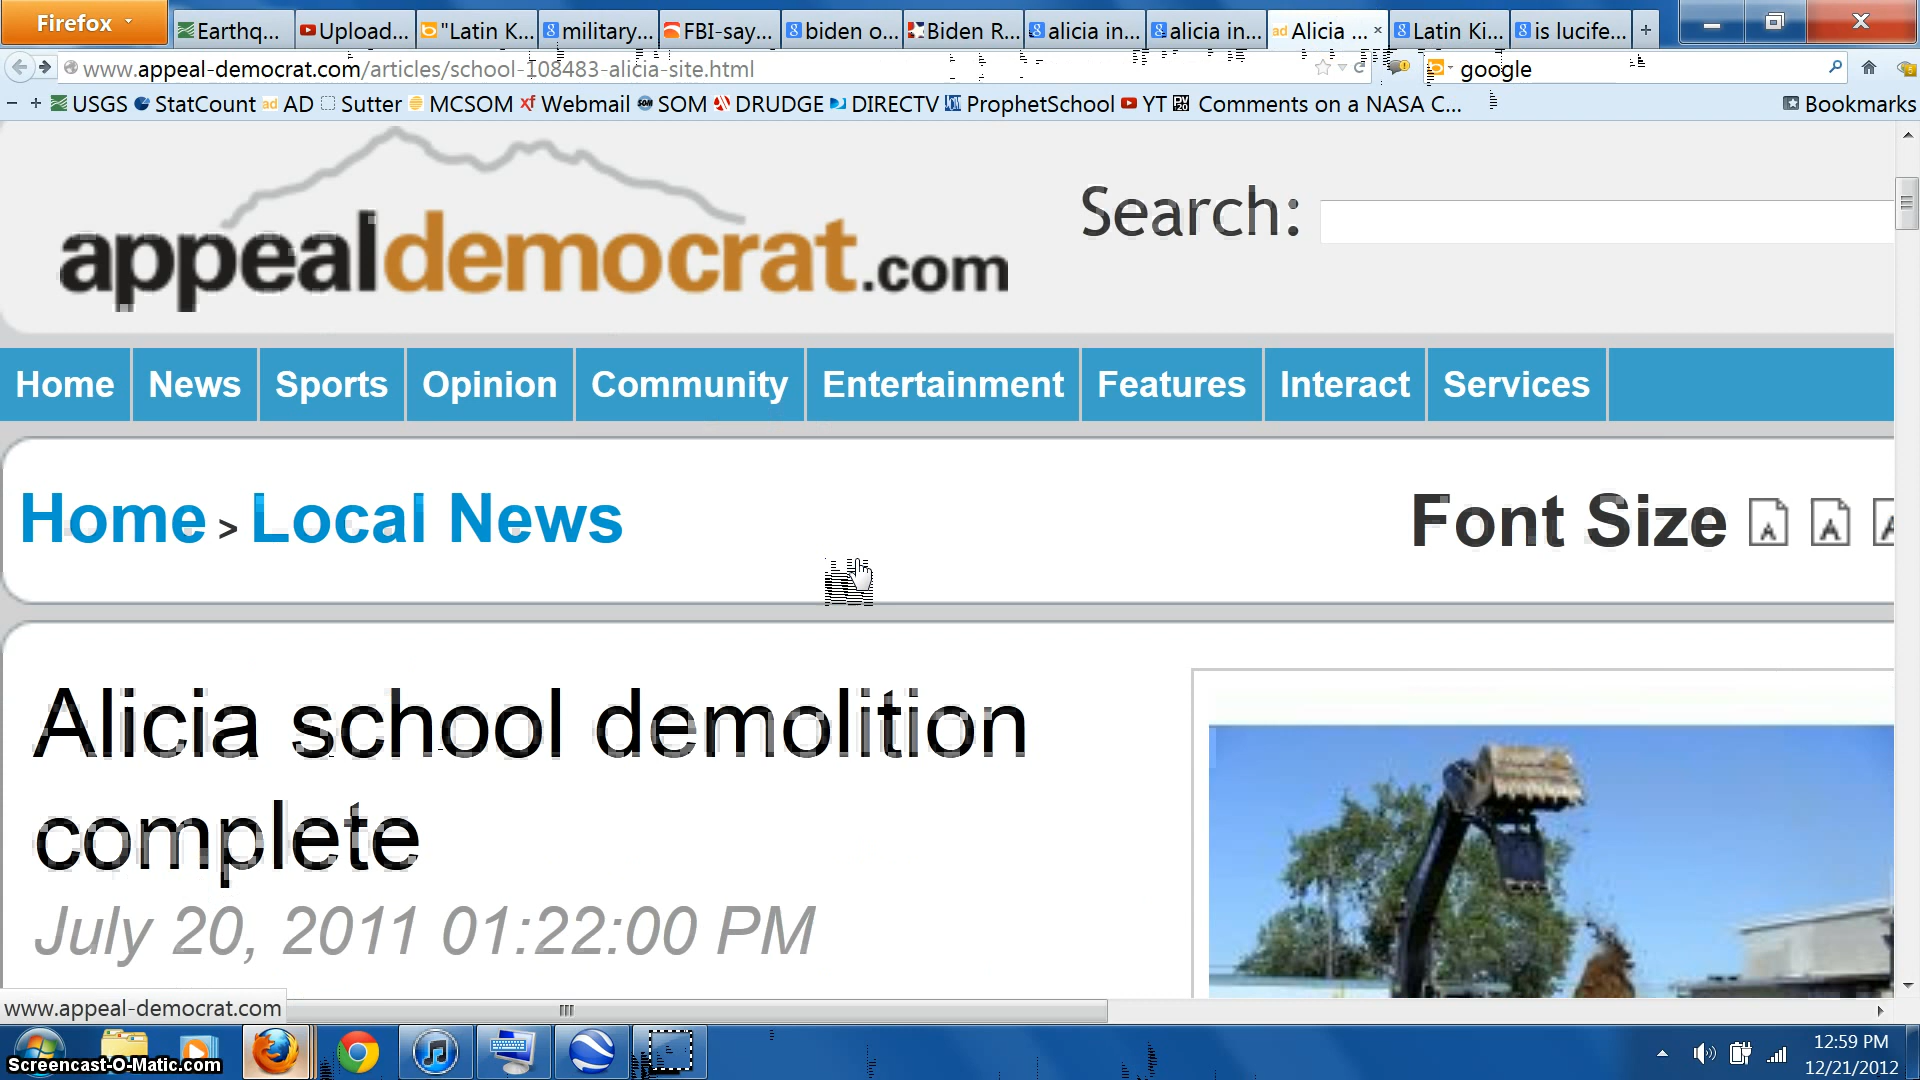 Firefox
Earthq... Upload... "Latin K... military... FBI-say... biden o... Biden R... alicia in... alicia in... Alicia ... Latin Ki... is lucife...
www.appeal-democrat.com/articles/school-108483-alicia-site.html
google
USGS StatCount AD Sutter MCSOM Webmail SOM DRUDGE DIRECTV ProphetSchool YT Comments on a NASA C... Bookmarks
appealdemocrat.com
Search:
Home News Sports Opinion Community Entertainment Features Interact Services
Home > Local News
Font Size
Alicia school demolition
complete
July 20, 2011 01:22:00 PM
www.appeal-democrat.com
12:59 PM
12/21/2012
Screencast-O-Matic.com